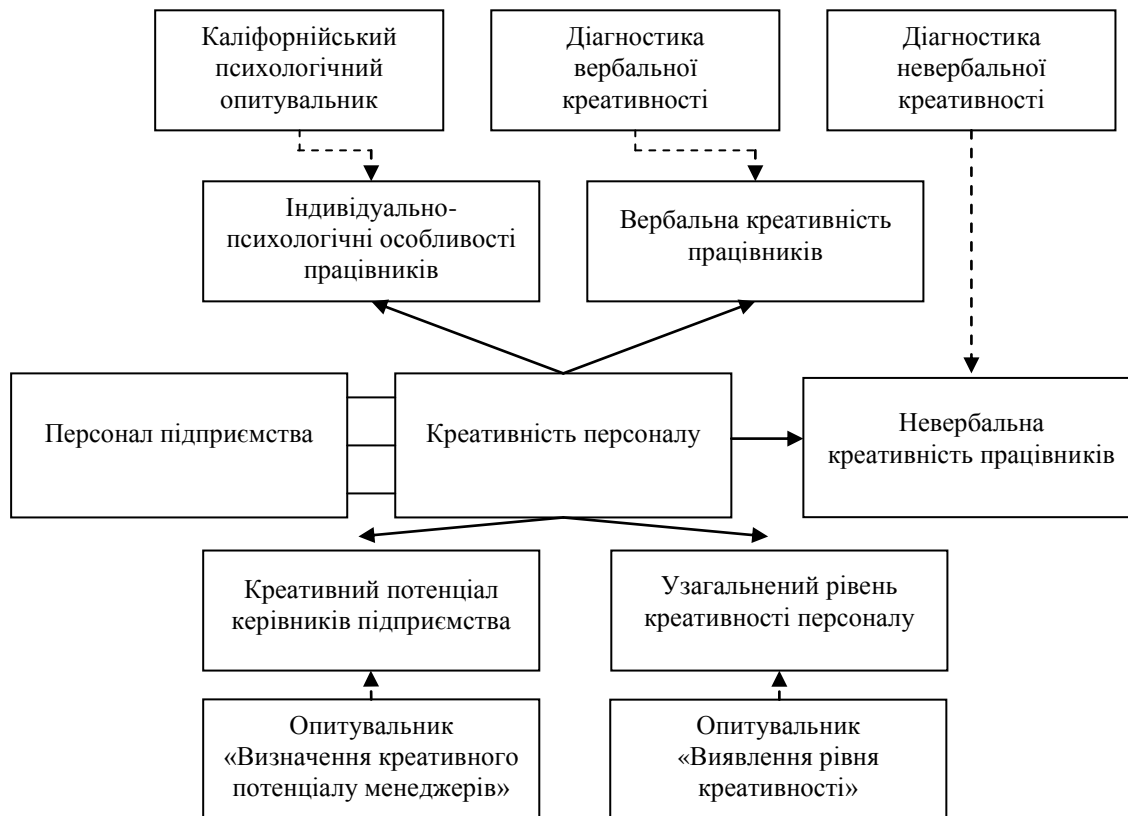 Каліфорнійський
психологічний
опитувальник
Діагностика
вербальної
креативності
Діагностика
невербальної
креативності
Індивідуально-
психологічні особливості
працівників
Вербальна креативність
працівників
Персонал підприємства
Креативність персоналу
Невербальна
креативність працівників
Креативний потенціал
керівників підприємства
Узагальнений рівень
креативності персоналу
Опитувальник
«Визначення креативного
потенціалу менеджерів»
Опитувальник
«Виявлення рівня
креативності»